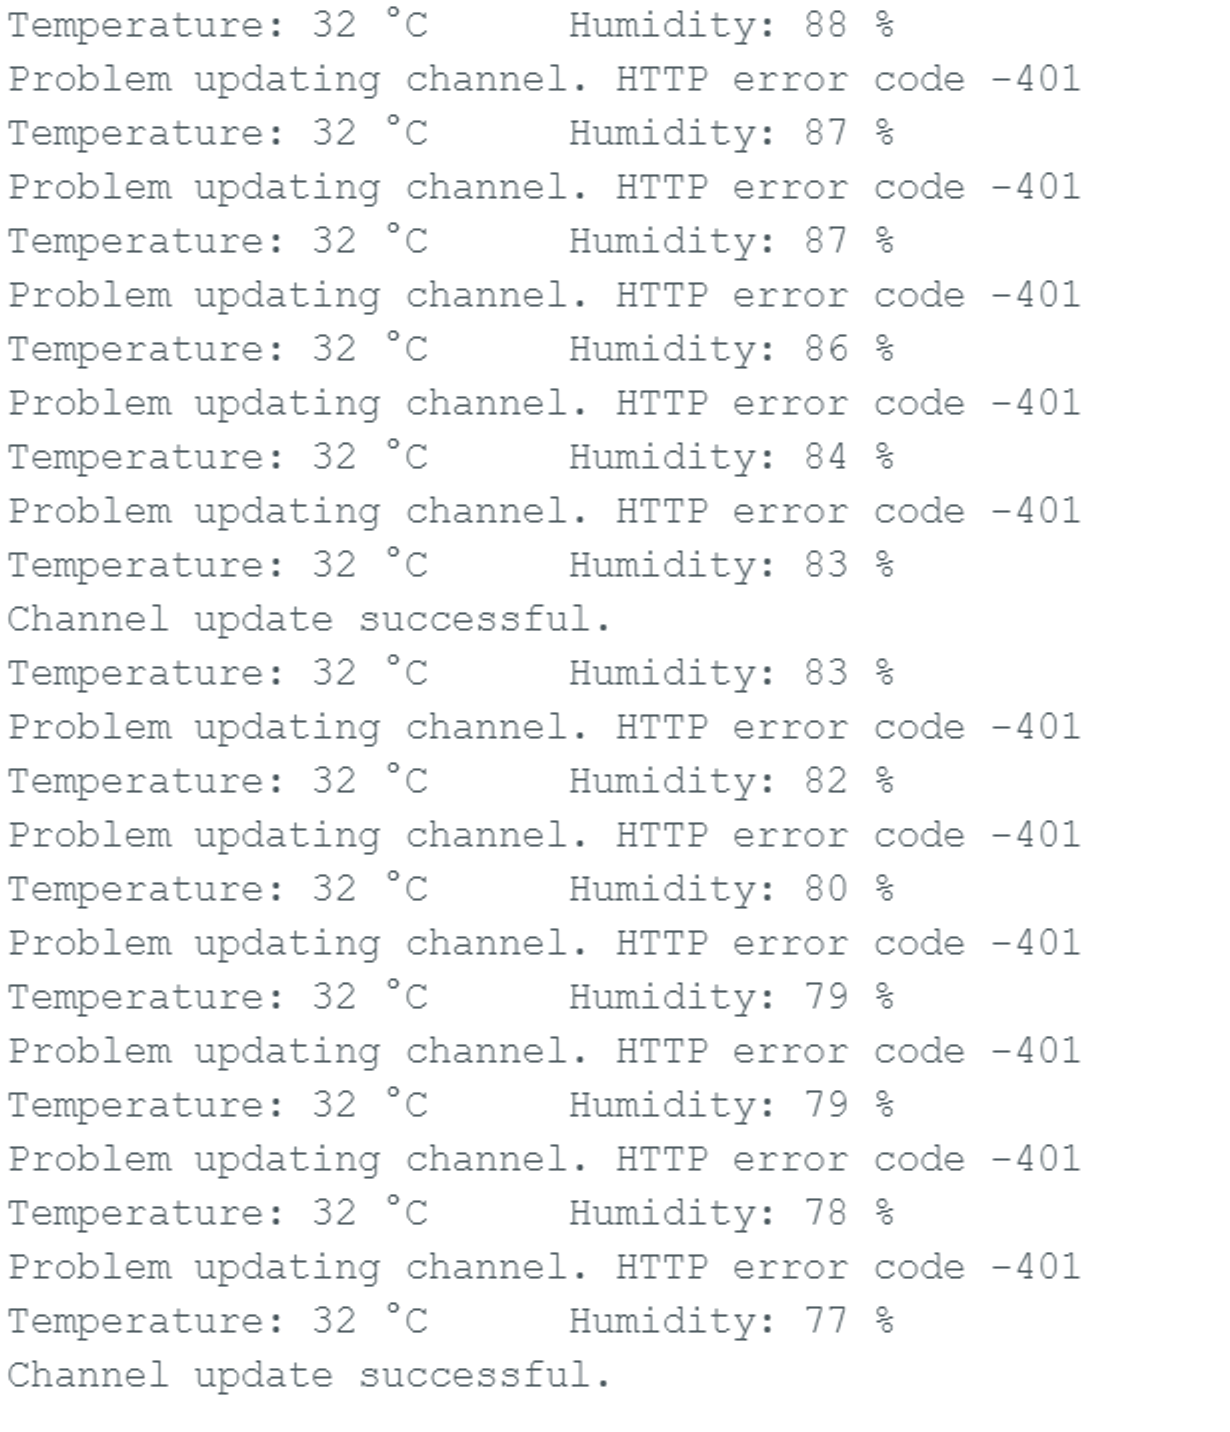 Temperature: 32 °C      Humidity: 88 %
Problem updating channel. HTTP error code -401
Temperature: 32 °C      Humidity: 87 %
Problem updating channel. HTTP error code -401
Temperature: 32 °C      Humidity: 87 %
Problem updating channel. HTTP error code -401
Temperature: 32 °C      Humidity: 86 %
Problem updating channel. HTTP error code -401
Temperature: 32 °C      Humidity: 84 %
Problem updating channel. HTTP error code -401
Temperature: 32 °C      Humidity: 83 %
Channel update successful.
Temperature: 32 °C      Humidity: 83 %
Problem updating channel. HTTP error code -401
Temperature: 32 °C      Humidity: 82 %
Problem updating channel. HTTP error code -401
Temperature: 32 °C      Humidity: 80 %
Problem updating channel. HTTP error code -401
Temperature: 32 °C      Humidity: 79 %
Problem updating channel. HTTP error code -401
Temperature: 32 °C      Humidity: 79 %
Problem updating channel. HTTP error code -401
Temperature: 32 °C      Humidity: 78 %
Problem updating channel. HTTP error code -401
Temperature: 32 °C      Humidity: 77 %
Channel update successful.